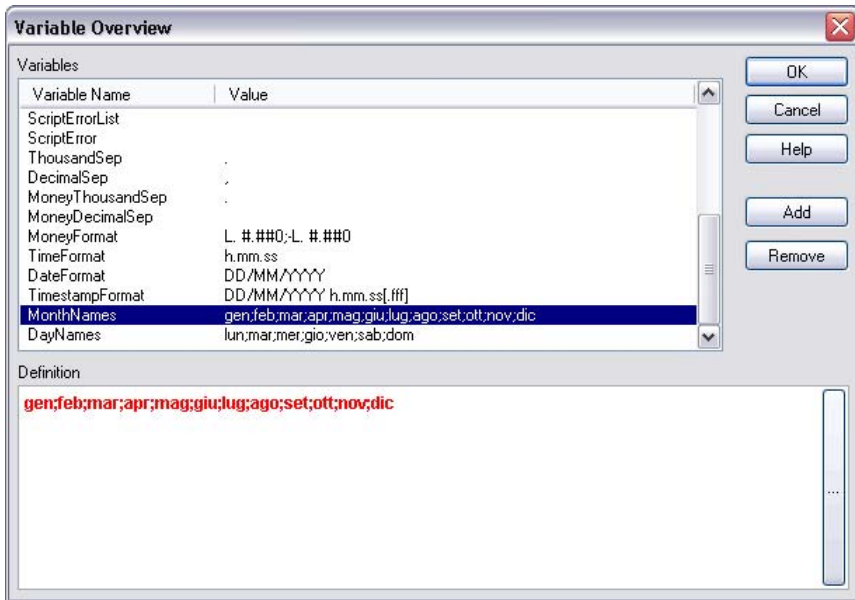 Variable Overview
Variables
Variable Name Value
ScriptErrorList
ScriptError
ThousandSep .
DecimalSep ,
MoneyThousandSep .
MoneyDecimalSep
MoneyFormat L. #.##0;-L. #.##0
TimeFormat h.mm.ss
DateFormat DD/MM/YYYY
TimestampFormat DD/MM/YYYY h.mm.ss[.fff]
MonthNames gen;feb;mar;apr;mag;giu;lug;ago;set;ott;nov;dic
DayNames lun;mar;mer;gio;ven;sab;dom
OK
Cancel
Help
Add
Remove
Definition
gen;feb;mar;apr;mag;giu;lug;ago;set;ott;nov;dic
...